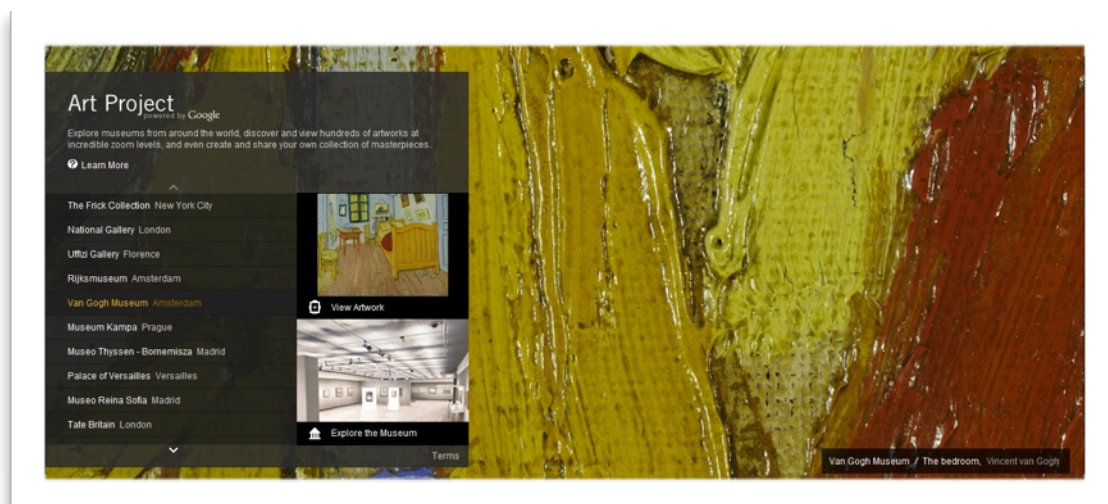 Art Project
powered by Google
Explore museums from around the world, discover and view hundreds of artworks at
incredible zoom levels, and even create and share your own collection of masterpieces.
Learn More
The Frick Collection New York City
National Gallery London
Uffizi Gallery Florence
Rijksmuseum Amsterdam
Van Gogh Museum Amsterdam
Museum Kampa Prague
Museo Thyssen - Bornemisza Madrid
Palace of Versailles Versailles
Museo Reina Sofia Madrid
Tate Britain London
View Artwork
Explore the Museum
Terms
Van Gogh Museum / The bedroom, Vincent van Gogh